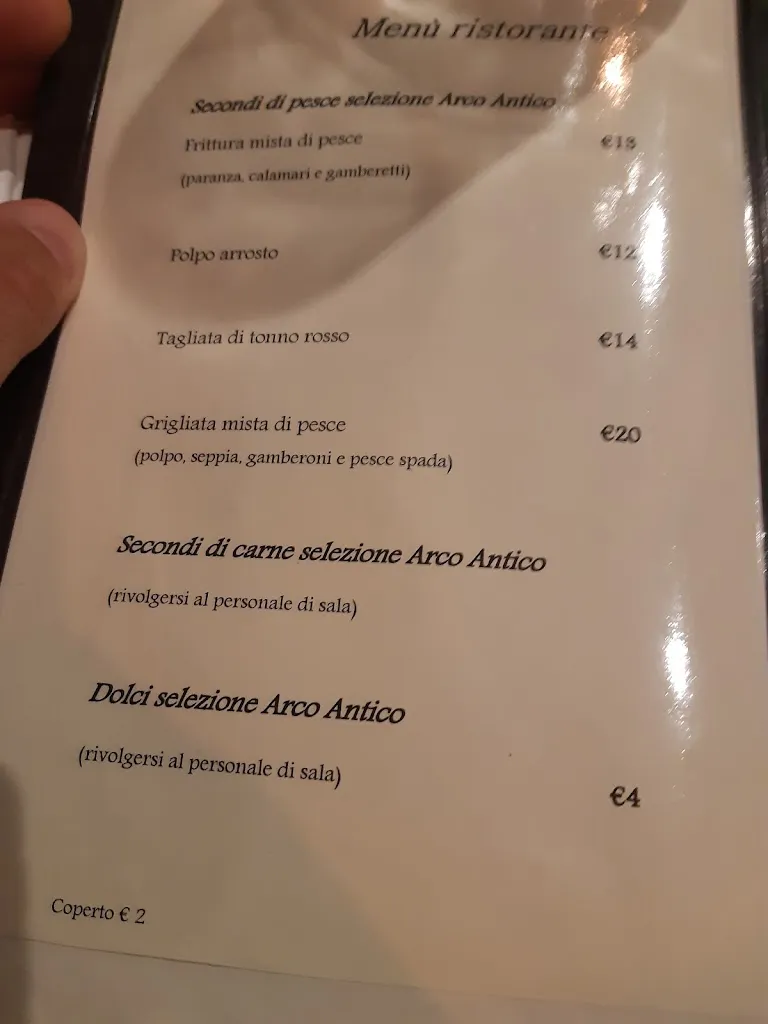 Menù ristorante
Secondi di pesce selezione Arco Antico
Frittura mista di pesce €13
(paranza, calamari e gamberetti)
Polpo arrosto €12
Tagliata di tonno rosso €14
Grigliata mista di pesce €20
(polpo, seppia, gamberoni e pesce spada)
Secondi di carne selezione Arco Antico
(rivolgersi al personale di sala)
Dolci selezione Arco Antico
(rivolgersi al personale di sala)
€4
Coperto € 2